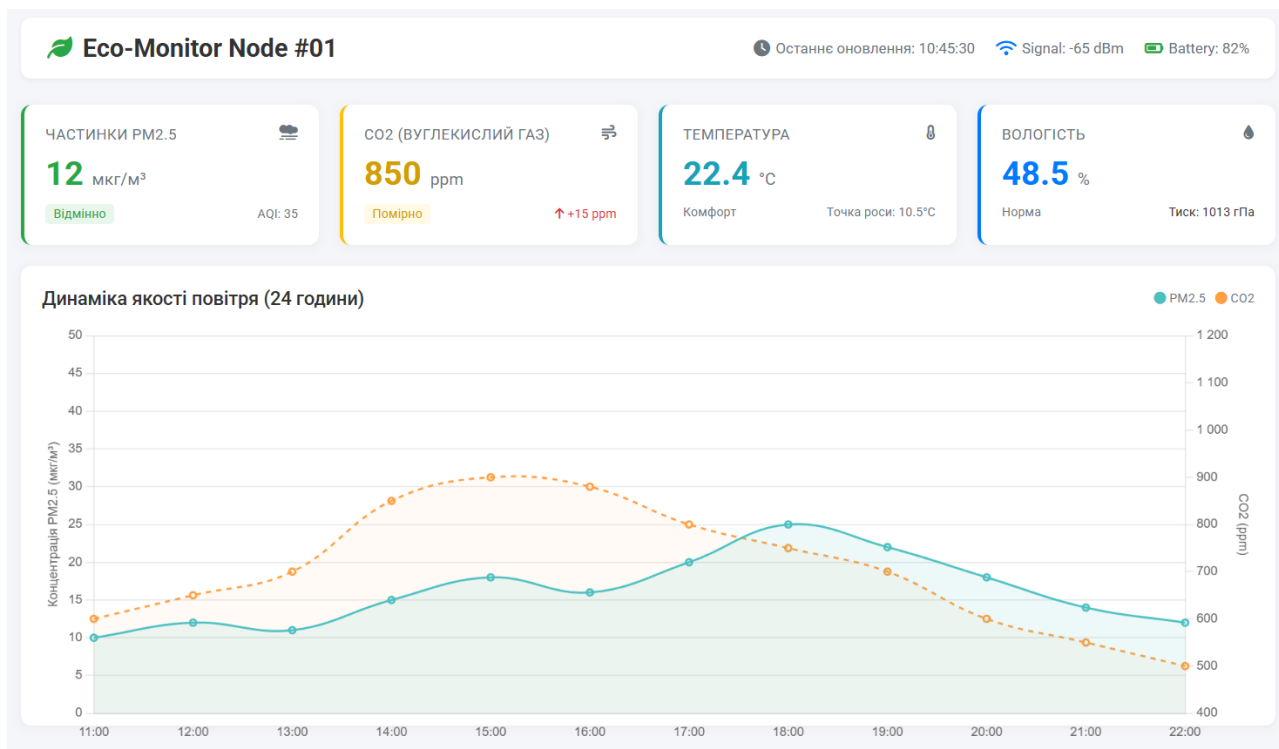 Eco-Monitor Node #01
Останнє оновлення: 10:45:30
Signal: -65 dBm
Battery: 82%
ЧАСТИНКИ PM2.5
12 мкг/м³
Відмінно
AQI: 35
CO2 (ВУГЛЕКИСЛИЙ ГАЗ)
850 ppm
Помірно
+15 ppm
ТЕМПЕРАТУРА
22.4 °C
Комфорт
Точка роси: 10.5°C
ВОЛОГІСТЬ
48.5 %
Норма
Тиск: 1013 гПа
Динаміка якості повітря (24 години)
PM2.5
CO2
Концентрація PM2.5 (мкг/м³)
50
45
40
35
30
25
20
15
10
5
0
1 200
1 100
1 000
900
800
700
600
500
400
CO2 (ppm)
11:00
12:00
13:00
14:00
15:00
16:00
17:00
18:00
19:00
20:00
21:00
22:00